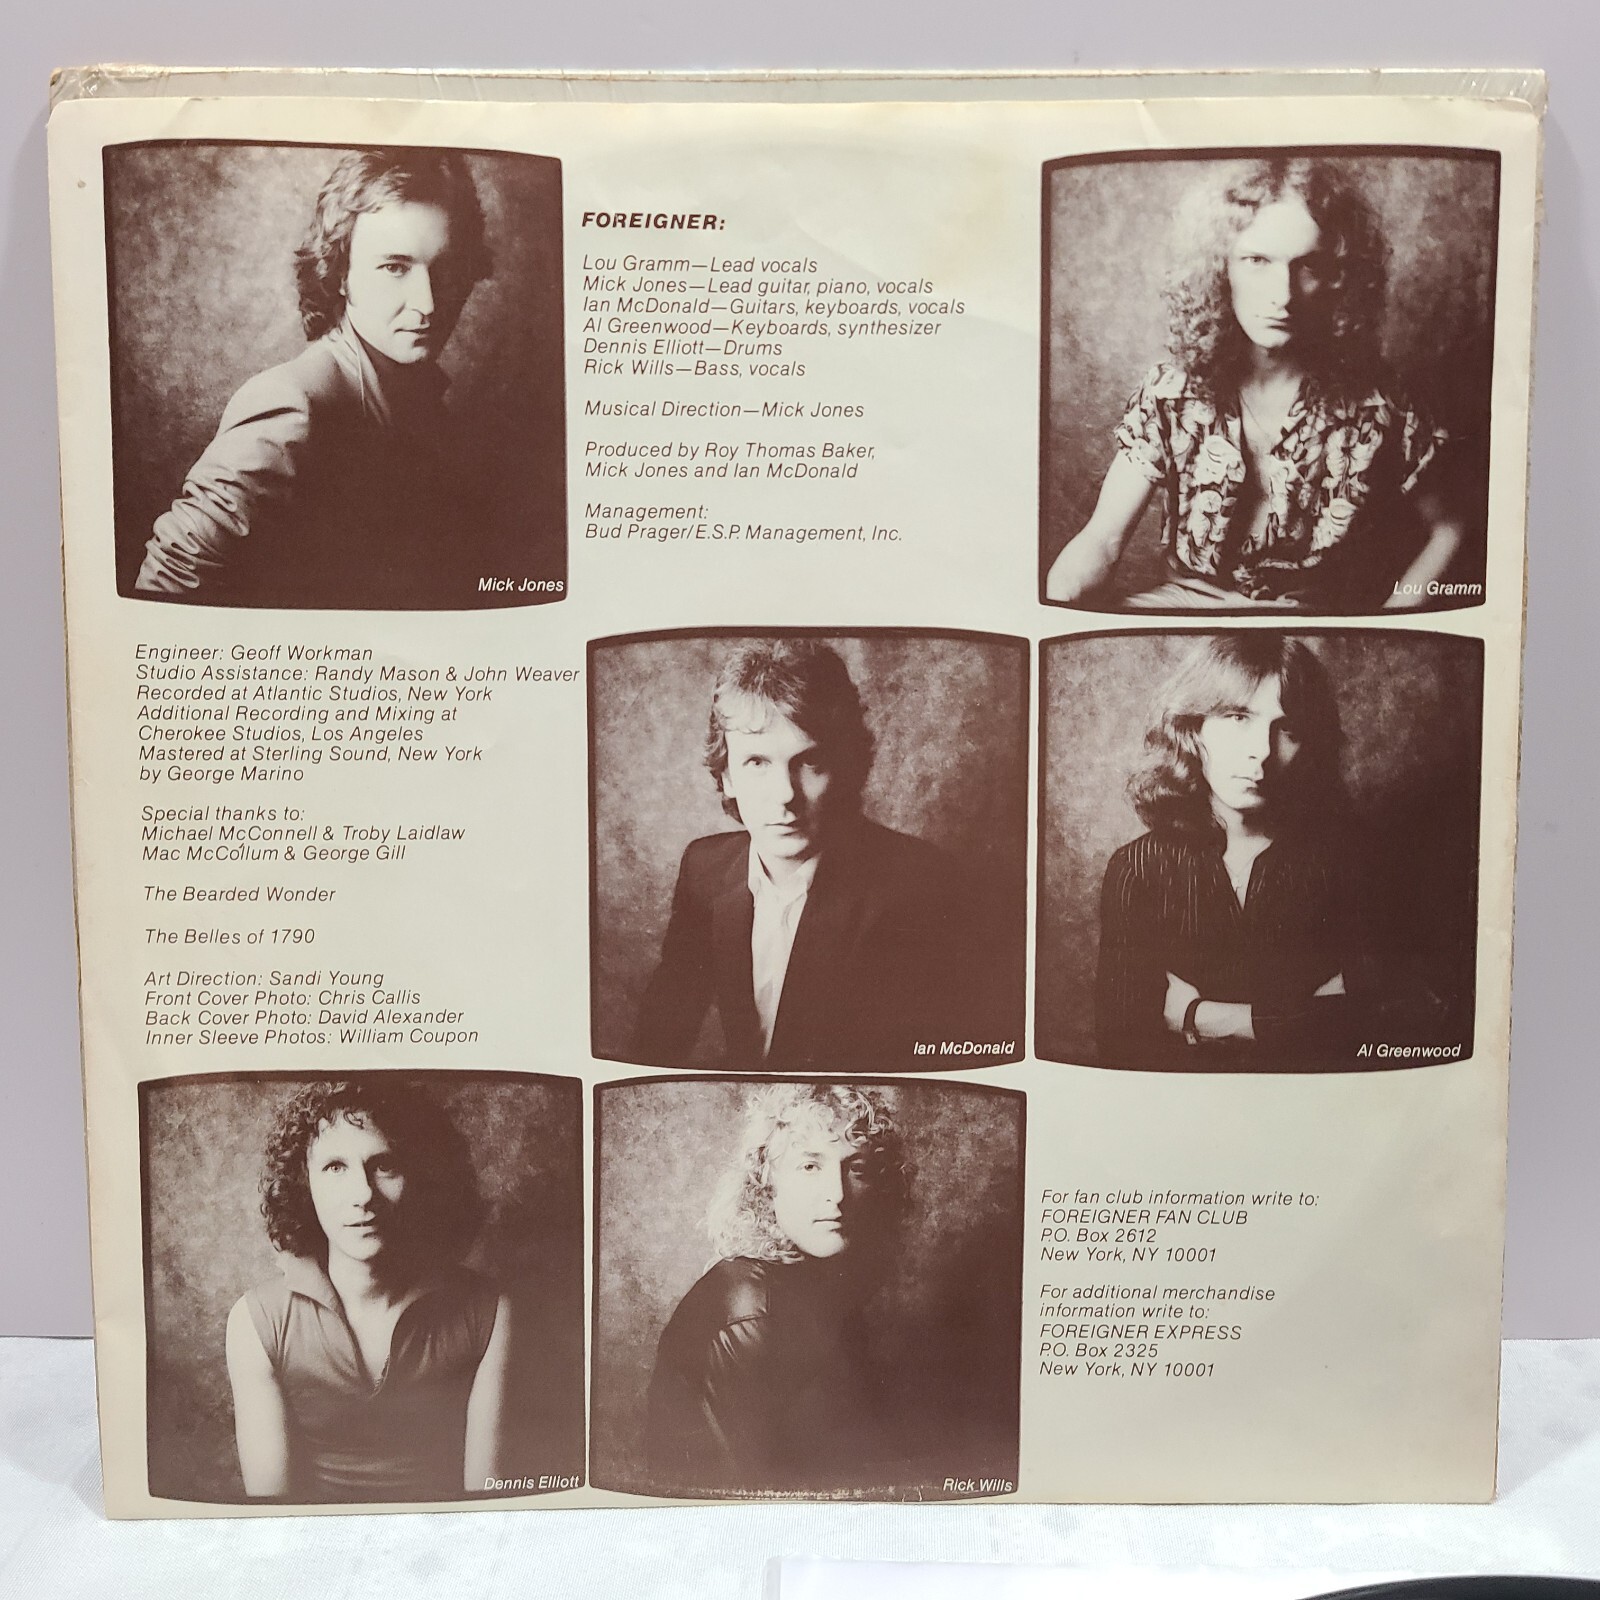 FOREIGNER:
Lou Gramm—Lead vocals
Mick Jones—Lead guitar, piano, vocals
Ian McDonald—Guitars, keyboards, vocals
Al Greenwood—Keyboards, synthesizer
Dennis Elliott—Drums
Rick Wills—Bass, vocals
Musical Direction—Mick Jones
Produced by Roy Thomas Baker,
Mick Jones and Ian McDonald
Management:
Bud Prager/E.S.P. Management, Inc.
Mick Jones
Lou Gramm
Engineer: Geoff Workman
Studio Assistance: Randy Mason & John Weaver
Recorded at Atlantic Studios, New York
Additional Recording and Mixing at
Cherokee Studios, Los Angeles
Mastered at Sterling Sound, New York
by George Marino
Special thanks to:
Michael McConnell & Troby Laidlaw
Mac McCollum & George Gill
The Bearded Wonder
The Belles of 1790
Art Direction: Sandi Young
Front Cover Photo: Chris Callis
Back Cover Photo: David Alexander
Inner Sleeve Photos: William Coupon
Ian McDonald
Al Greenwood
Dennis Elliott
Rick Wills
For fan club information write to:
FOREIGNER FAN CLUB
P.O. Box 2612
New York, NY 10001
For additional merchandise
information write to:
FOREIGNER EXPRESS
P.O. Box 2325
New York, NY 10001